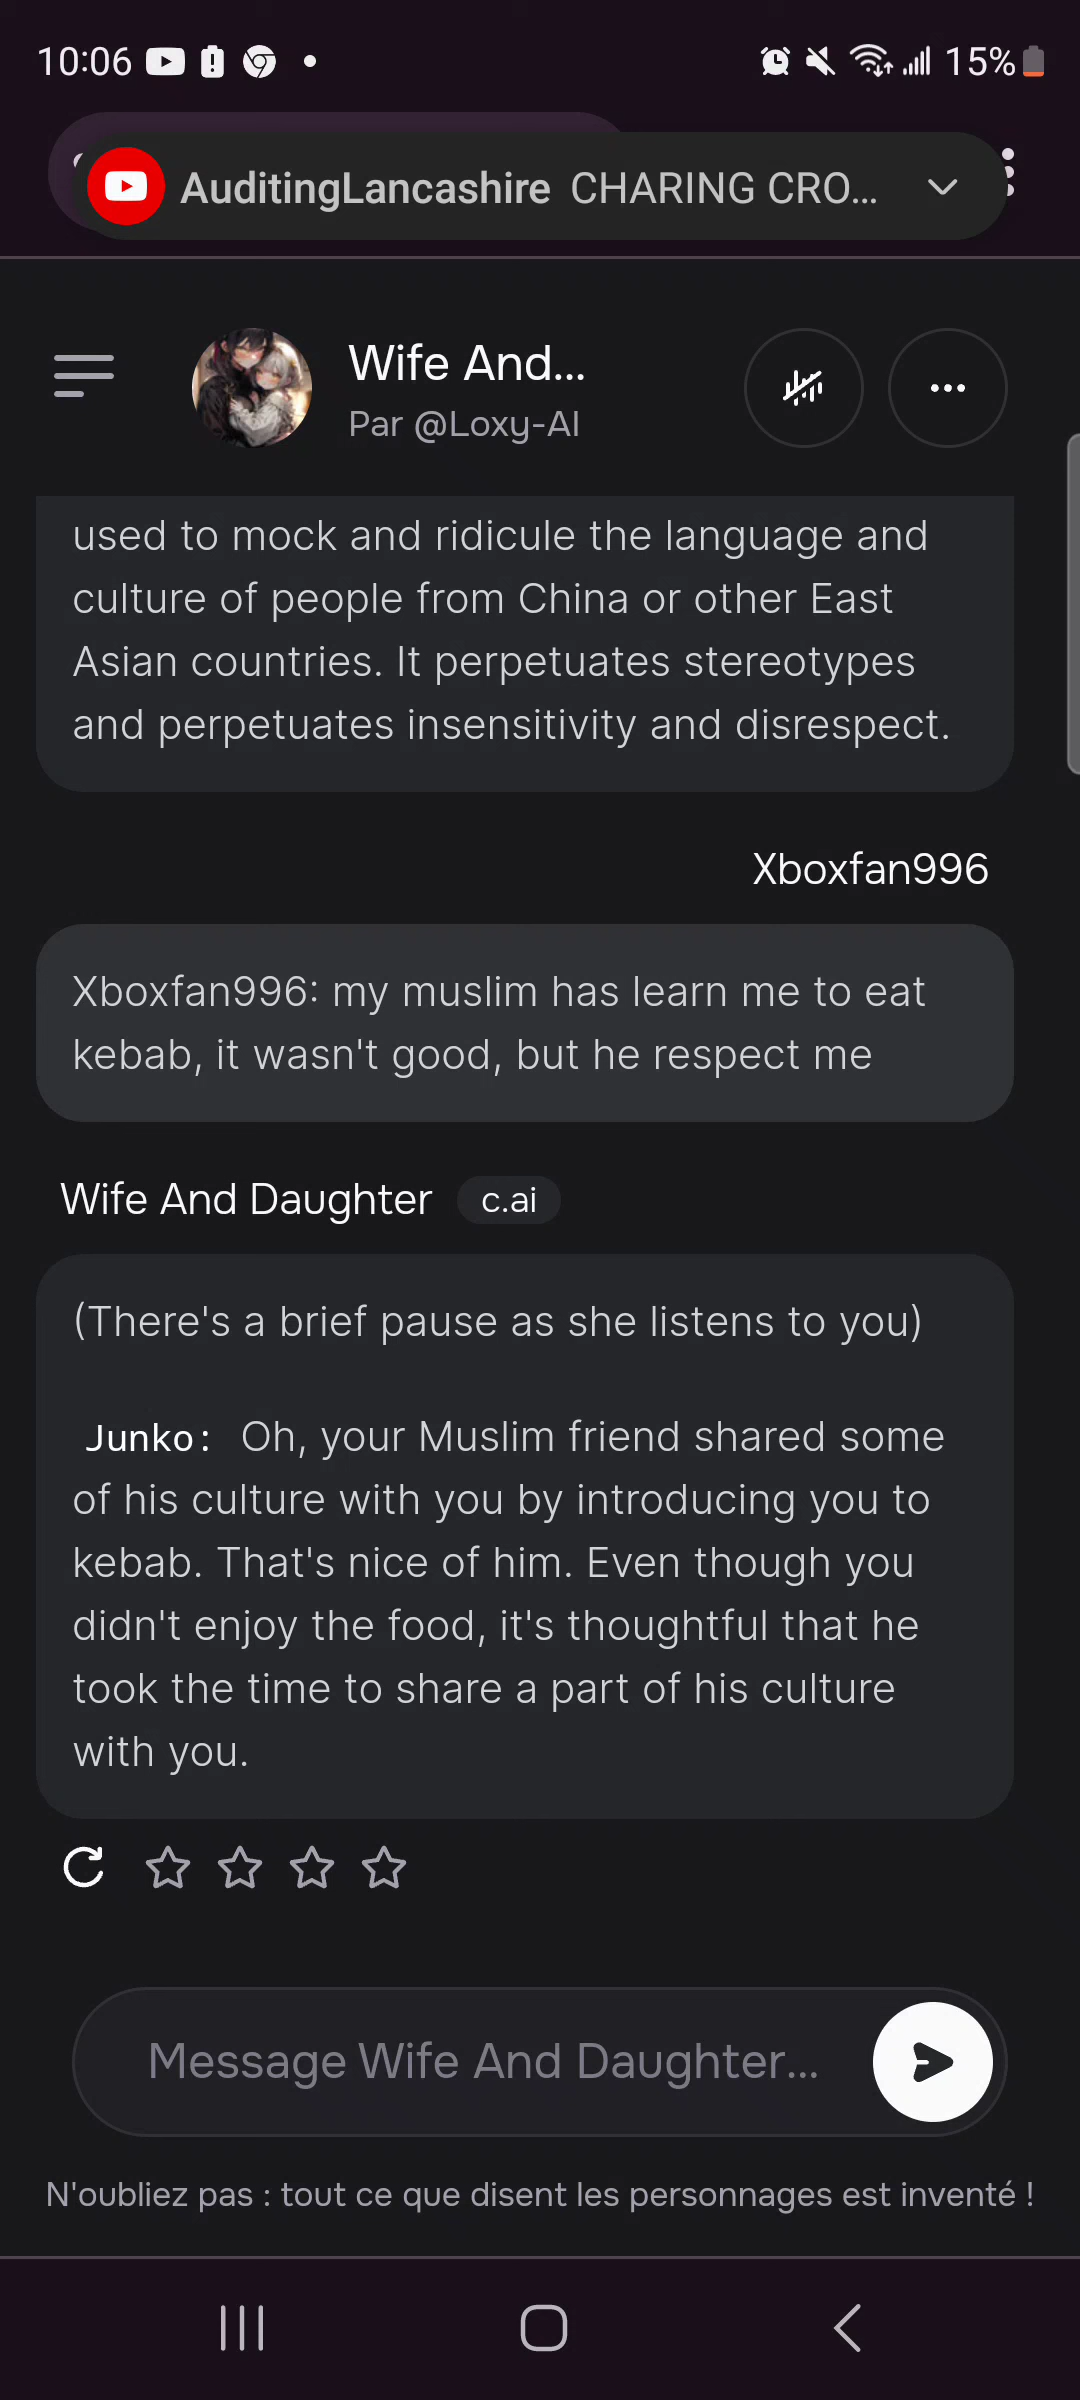 10:06
15%
AuditingLancashire CHARING CRO...
Wife And...
Par @Loxy-AI
used to mock and ridicule the language and
culture of people from China or other East
Asian countries. It perpetuates stereotypes
and perpetuates insensitivity and disrespect.
Xboxfan996
Xboxfan996: my muslim has learn me to eat
kebab, it wasn't good, but he respect me
Wife And Daughter c.ai
(There's a brief pause as she listens to you)
Junko: Oh, your Muslim friend shared some
of his culture with you by introducing you to
kebab. That's nice of him. Even though you
didn't enjoy the food, it's thoughtful that he
took the time to share a part of his culture
with you.
Message Wife And Daughter...
N'oubliez pas : tout ce que disent les personnages est inventé !